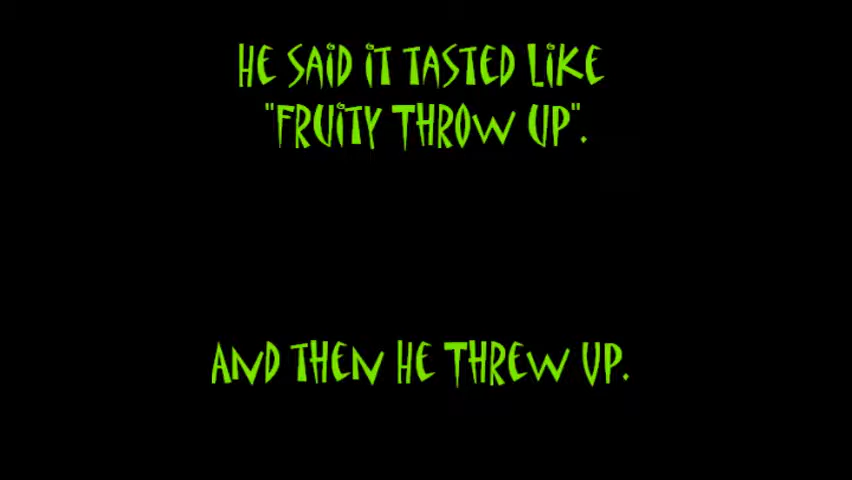 HE SAID IT TASTED LIKE
"FRUITY THROW UP".
AND THEN HE THREW UP.